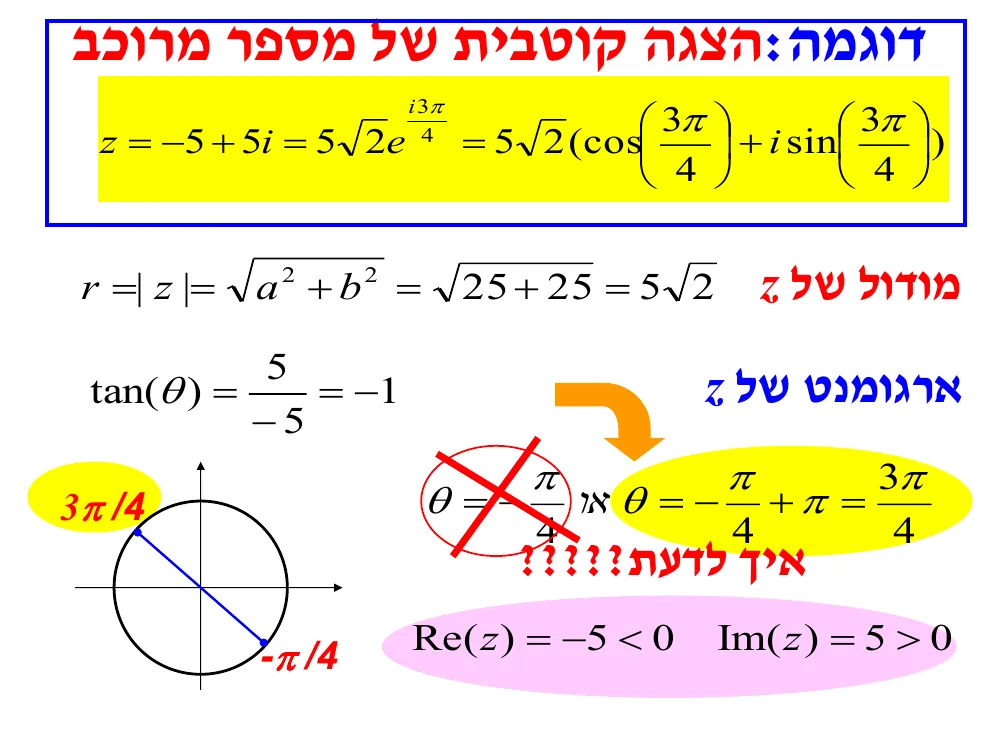 דוגמה: הצגה קוטבית של מספר מרוכב
z = −5 + 5i = 5√2e^(i3π/4) = 5√2(cos(3π/4) + i sin(3π/4))
מודול של z
r =| z |= √(a² + b²) = √(25 + 25) = 5√2
ארגומנט של z
tan(θ) = 5/−5 = −1
θ = −π/4 או θ = −π/4 + π = 3π/4
איך לדעת!!?????
3π/4
-π/4
Re(z) = −5 < 0 Im(z) = 5 > 0